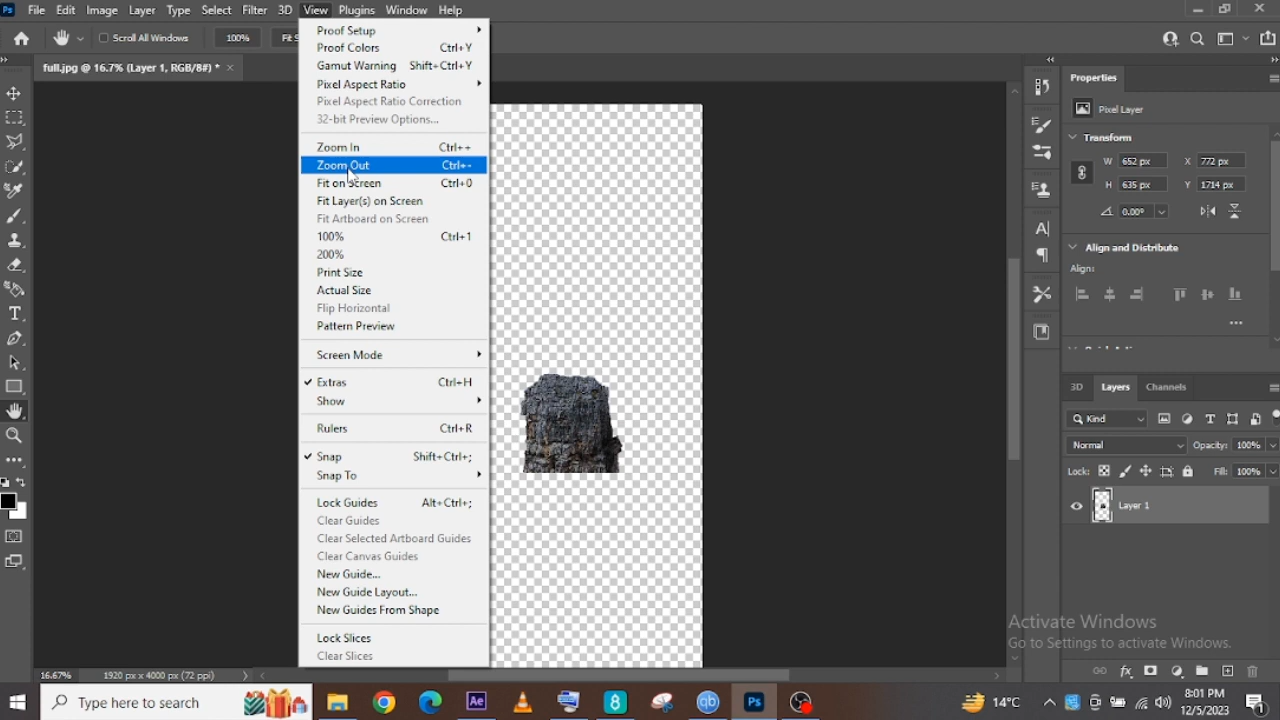 Ps File Edit Image Layer Type Select Filter 3D View Plugins Window Help
Scroll All Windows 100% Fit S
full.jpg @ 16.7% (Layer 1, RGB/8#) * ×
Proof Setup
Proof Colors Ctrl+Y
Gamut Warning Shift+Ctrl+Y
Pixel Aspect Ratio
Pixel Aspect Ratio Correction
32-bit Preview Options...
Zoom In Ctrl++
Zoom Out Ctrl+-
Fit on Screen Ctrl+0
Fit Layer(s) on Screen
Fit Artboard on Screen
100% Ctrl+1
200%
Print Size
Actual Size
Flip Horizontal
Pattern Preview
Screen Mode
Extras Ctrl+H
Show
Rulers Ctrl+R
Snap Shift+Ctrl+;
Snap To
Lock Guides Alt+Ctrl+;
Clear Guides
Clear Selected Artboard Guides
Clear Canvas Guides
New Guide...
New Guide Layout...
New Guides From Shape
Lock Slices
Clear Slices
Properties
Pixel Layer
Transform
W 652 px X 772 px
H 635 px Y 1714 px
0.00°
Align and Distribute
Align:
3D Layers Channels
Kind
Normal Opacity: 100%
Lock: Fill: 100%
Layer 1
Activate Windows
Go to Settings to activate Windows.
16.67% 1920 px x 4000 px (72 ppi)
Type here to search
Ae
8
qb
Ps
14°C
8:01 PM
12/5/2023
1